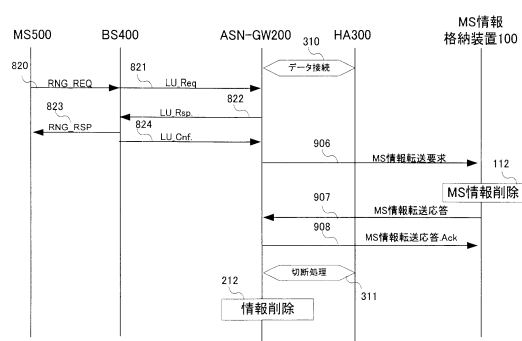 MS500
BS400
ASN-GW200
HA300
MS情報
格納装置100
310
データ接続
820
RNG_REQ
821
LU_Req
822
LU_Rsp.
823
RNG_RSP
824
LU_Cnf.
906
MS情報転送要求
112
MS情報削除
907
MS情報転送応答
908
MS情報転送応答.Ack
切断処理
311
212
情報削除